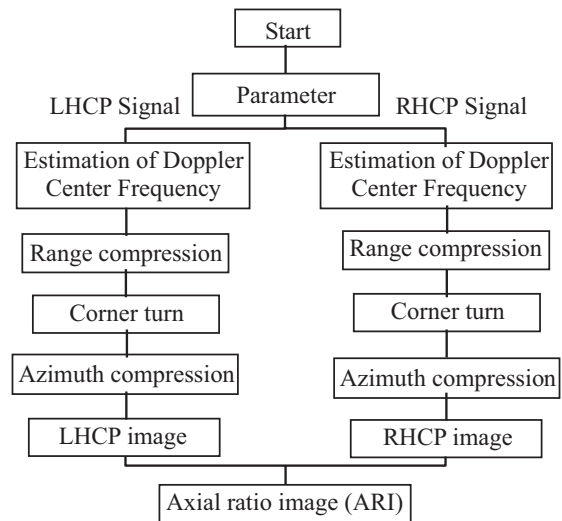 Start
Parameter
LHCP Signal
RHCP Signal
Estimation of Doppler
Center Frequency
Range compression
Corner turn
Azimuth compression
LHCP image
Estimation of Doppler
Center Frequency
Range compression
Corner turn
Azimuth compression
RHCP image
Axial ratio image (ARI)